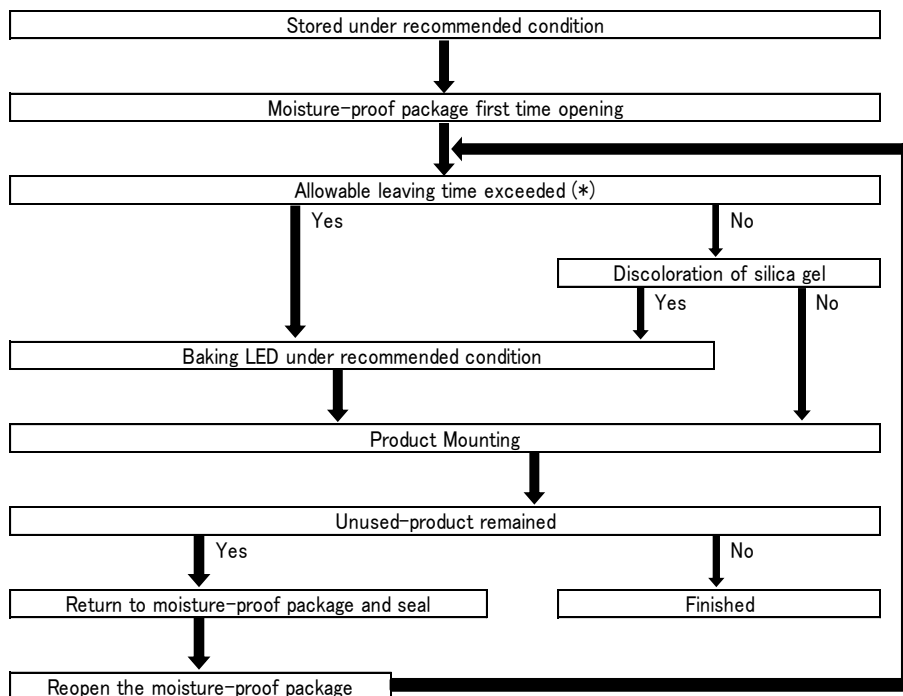 Stored under recommended condition
Moisture-proof package first time opening
Allowable leaving time exceeded (*)
Yes
No
Discoloration of silica gel
Yes
No
Baking LED under recommended condition
Product Mounting
Unused-product remained
Yes
No
Return to moisture-proof package and seal
Finished
Reopen the moisture-proof package